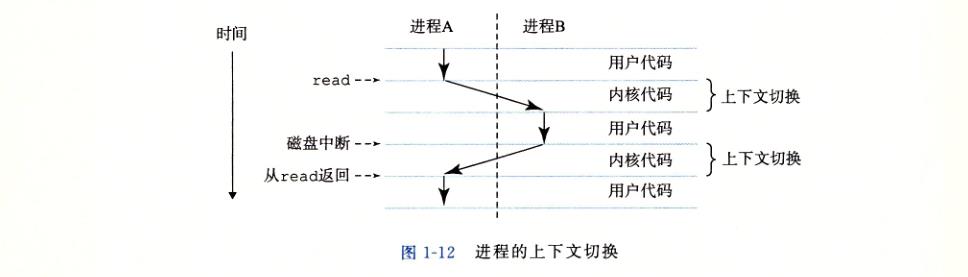 进程A 进程B
时间
用户代码
read
内核代码 上下文切换
用户代码
磁盘中断
内核代码 上下文切换
从read返回
用户代码
图 1-12 进程的上下文切换